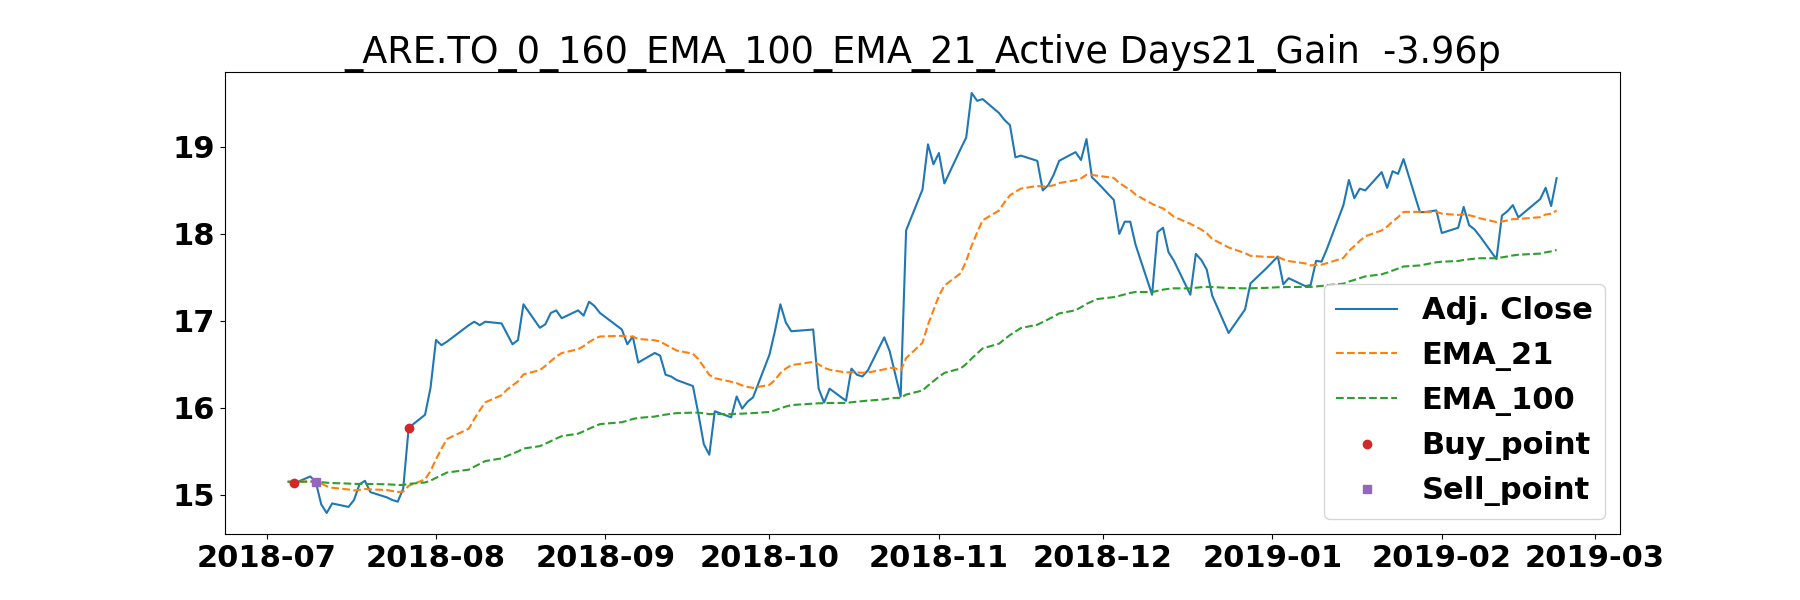 _ARE.TO_0_160_EMA_100_EMA_21_Active Days21_Gain  -3.96p
19
18
17
16
15
2018-07 2018-08 2018-09 2018-10 2018-11 2018-12 2019-01 2019-02 2019-03
Adj. Close
EMA_21
EMA_100
Buy_point
Sell_point